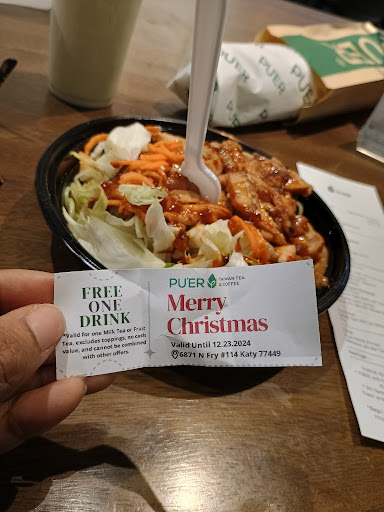 PU'ER
PU'ER TAIWAN TEA
& COFFEE
FREE
ONE
DRINK
*Valid for one Milk Tea or Fruit
Tea, excludes toppings, no cash
value, and cannot be combined
with other offers.
Merry
Christmas
Valid Until 12.23.2024
6871 N Fry #114 Katy 77449